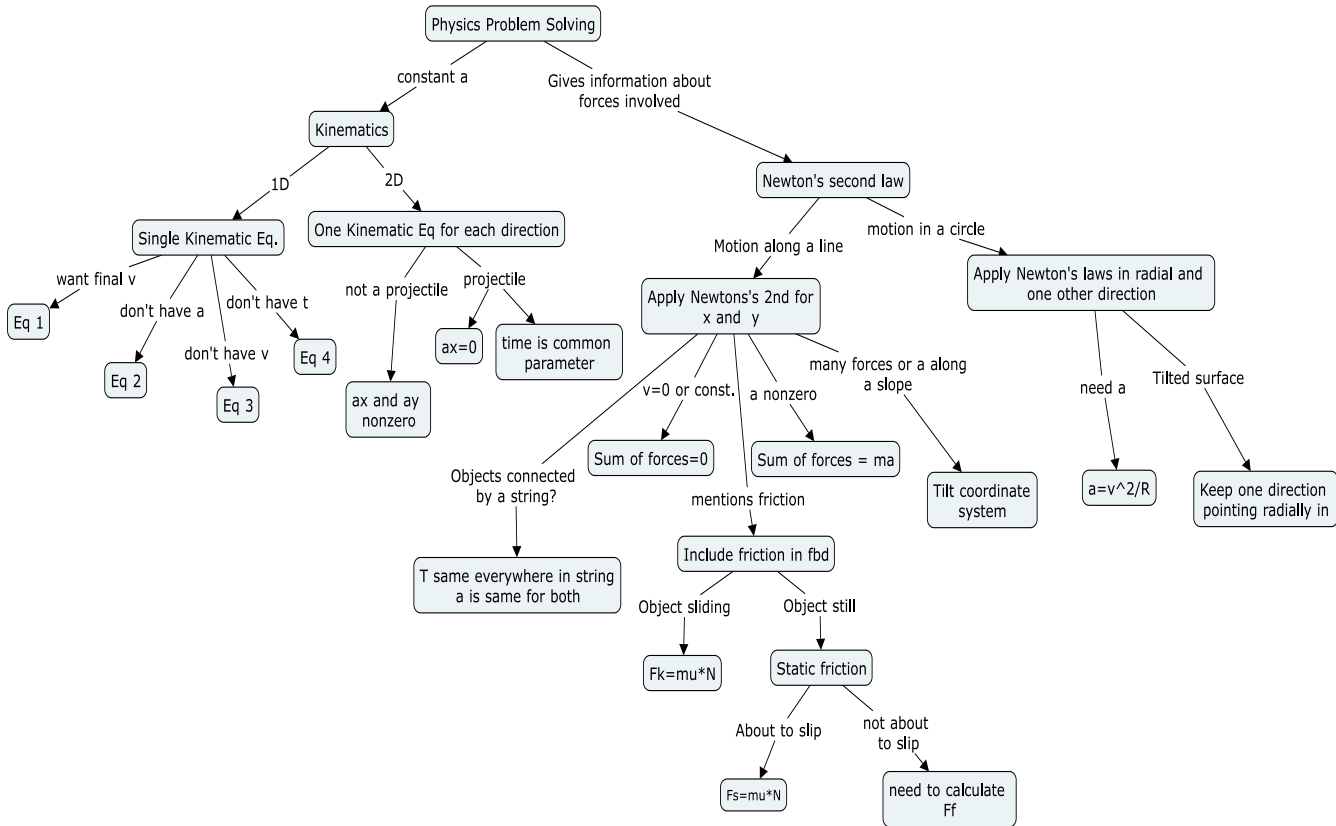 Physics Problem Solving
constant a
Gives information about
forces involved
Kinematics
Newton's second law
1D
2D
Single Kinematic Eq.
One Kinematic Eq for each direction
Motion along a line
motion in a circle
want final v
don't have a
don't have v
don't have t
not a projectile
projectile
Apply Newtons's 2nd for
x and y
Apply Newton's laws in radial and
one other direction
Eq 1
Eq 2
Eq 3
Eq 4
ax=0
time is common
parameter
ax and ay
nonzero
v=0 or const.
a nonzero
many forces or a along
a slope
need a
Tilted surface
Objects connected
by a string?
Sum of forces=0
mentions friction
Sum of forces = ma
Tilt coordinate
system
a=v^2/R
Keep one direction
pointing radially in
T same everywhere in string
a is same for both
Include friction in fbd
Object sliding
Object still
Fk=mu*N
Static friction
About to slip
not about
to slip
Fs=mu*N
need to calculate
Ff